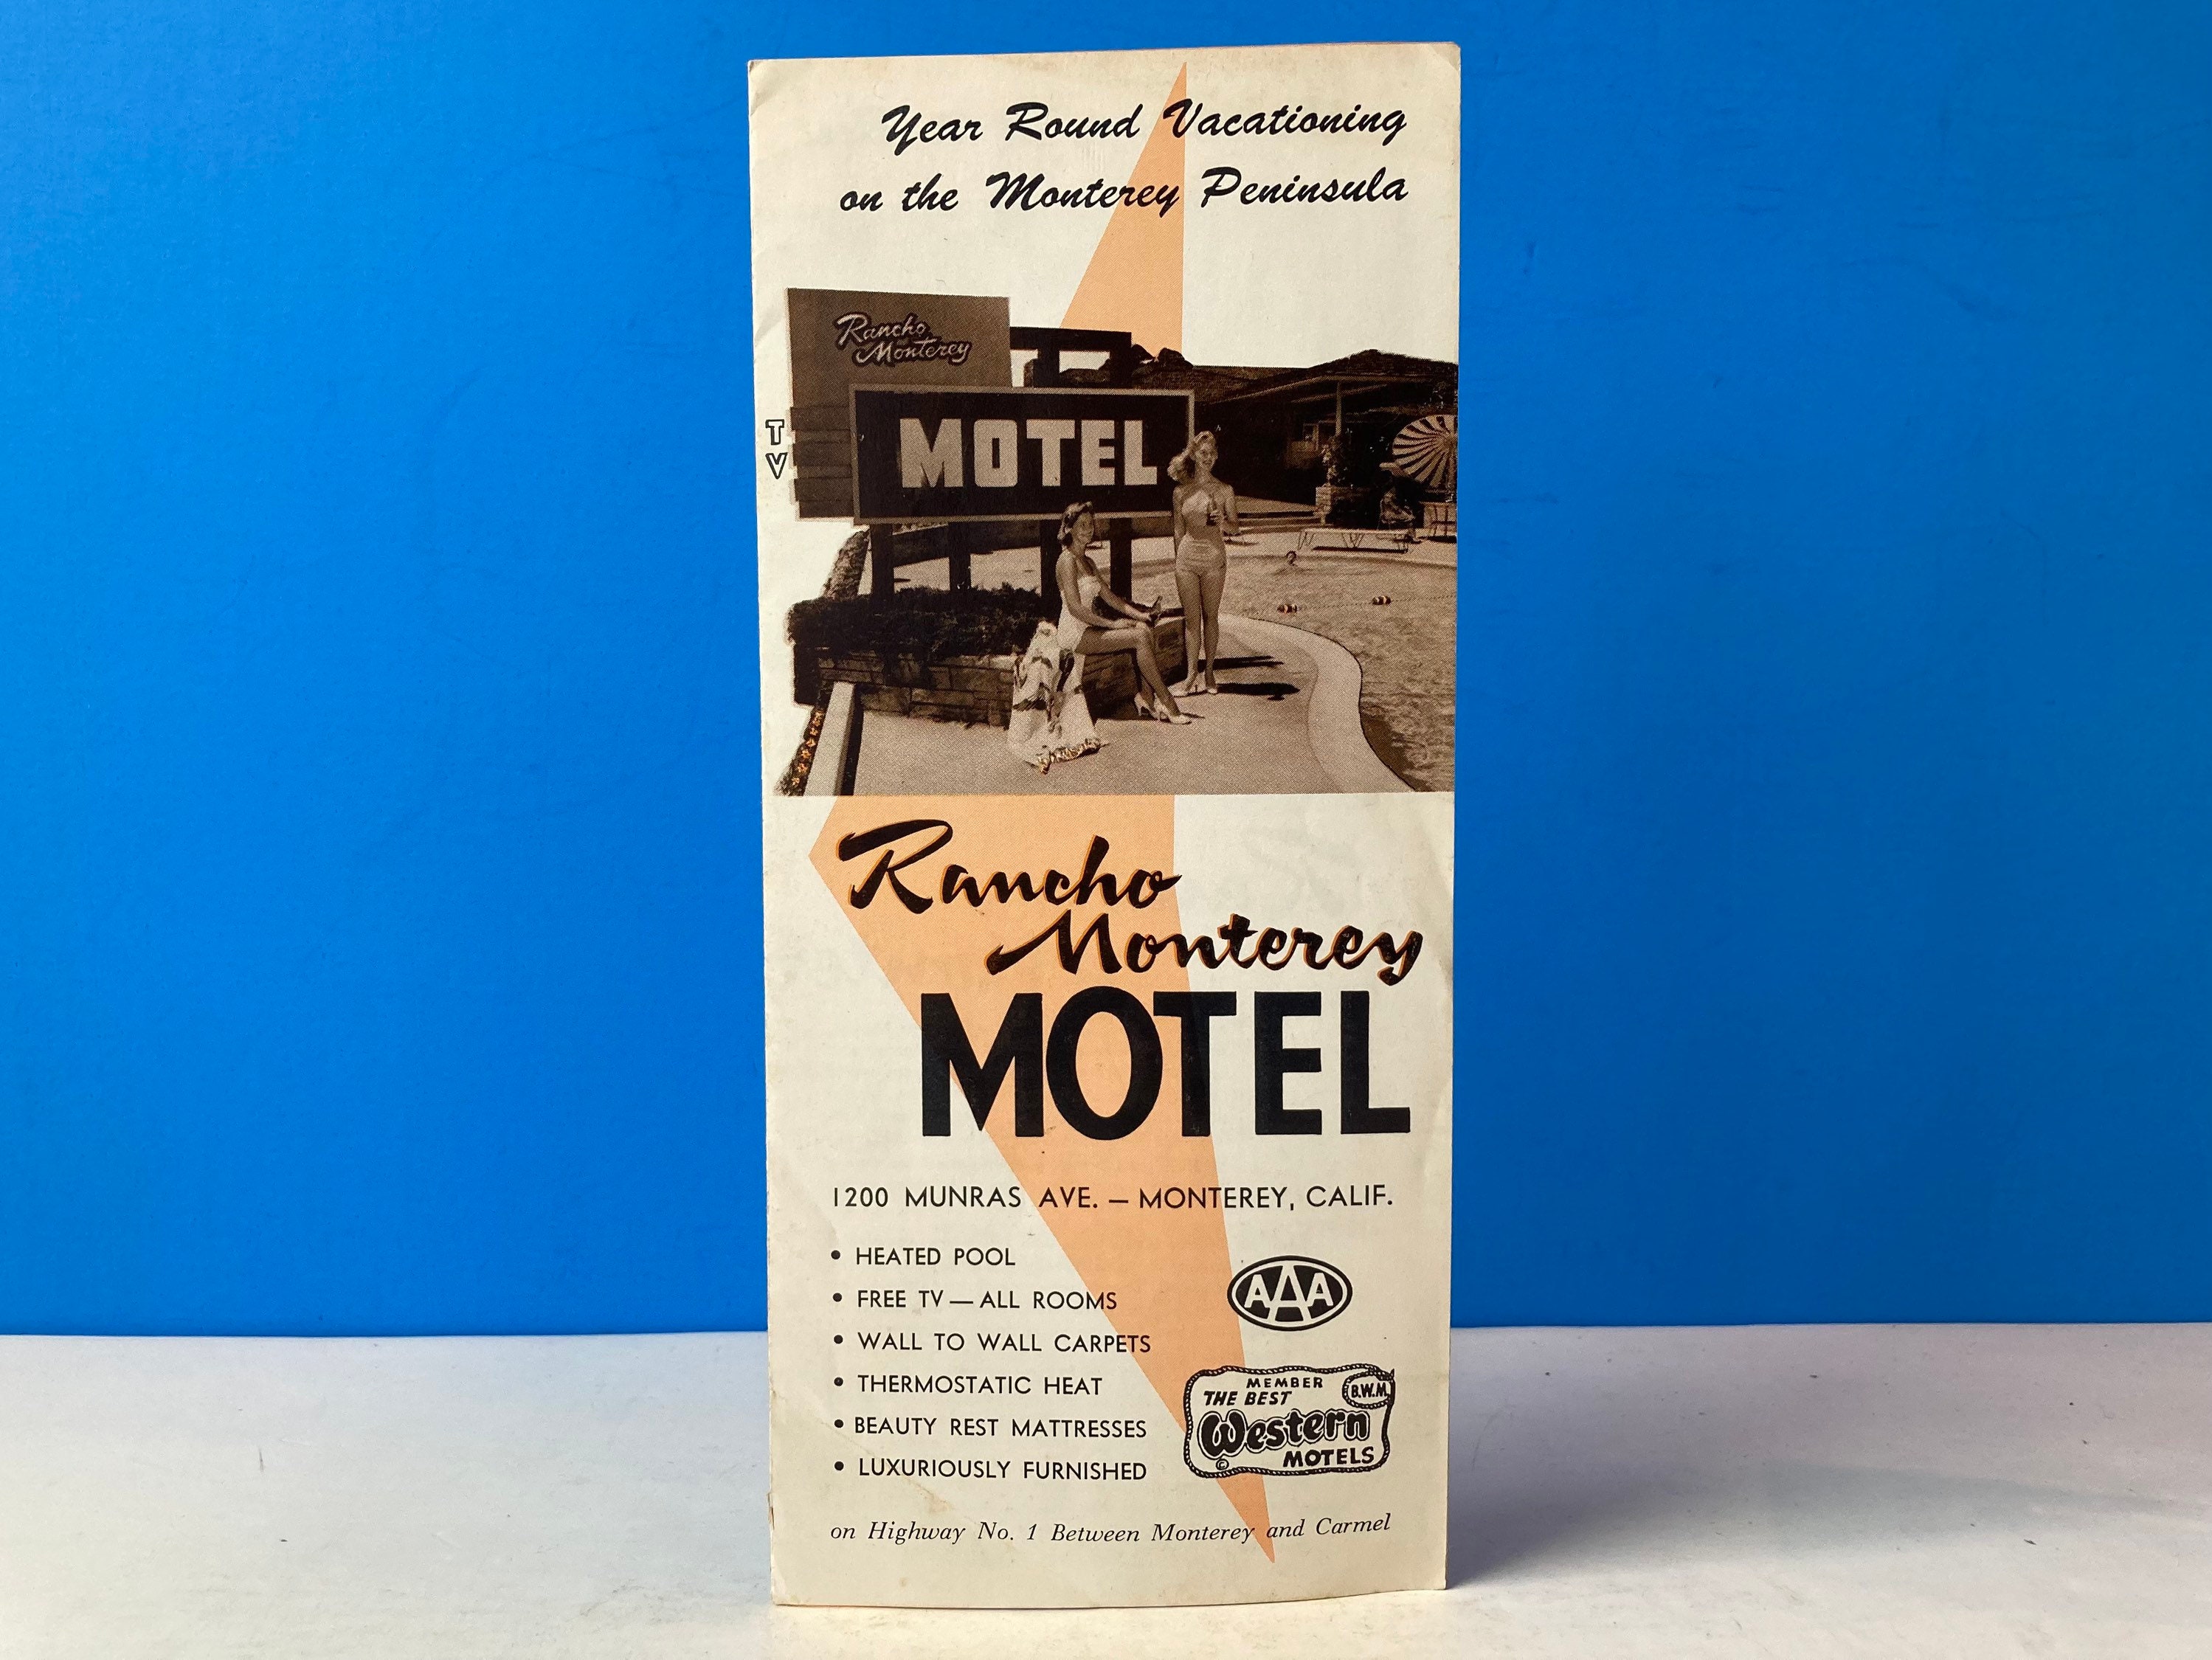 Year Round Vacationing
on the Monterey Peninsula
Rancho
Monterey
MOTEL
T
V
Rancho
Monterey
MOTEL
1200 MUNRAS AVE. — MONTEREY, CALIF.
• HEATED POOL
• FREE TV — ALL ROOMS
• WALL TO WALL CARPETS
• THERMOSTATIC HEAT
• BEAUTY REST MATTRESSES
• LUXURIOUSLY FURNISHED
AAA
MEMBER
THE BEST
B.W.M.
Western
© MOTELS
on Highway No. 1 Between Monterey and Carmel